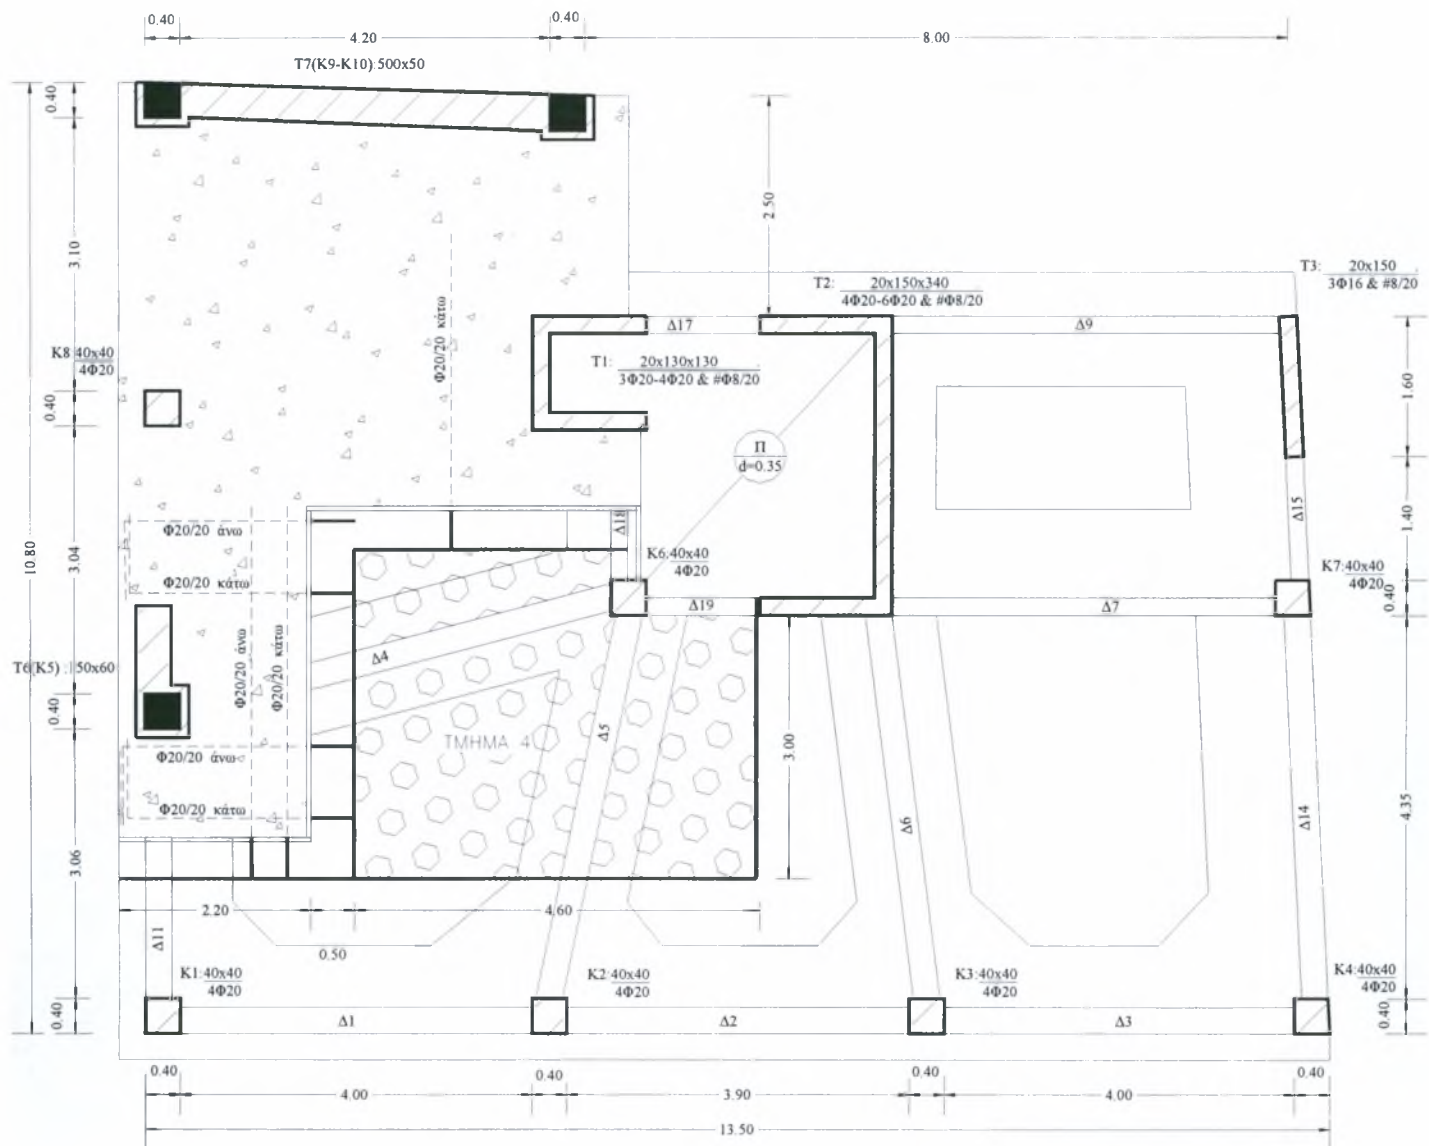 0.40
0.40
4.20
8.00
T7(K9-K10):500x50
0.40
2.50
3.10
T2: 20x150x340
4Φ20-6Φ20 & #Φ8/20
T3: 20x150
3Φ16 & #8/20
Δ17
Δ9
Φ20/20 κάτω
K8:40x40
4Φ20
T1: 20x130x130
3Φ20-4Φ20 & #Φ8/20
1.60
0.40
Π
d=0.35
Δ18
Δ15
1.40
Φ20/20 άνω
10.80
3.04
K6:40x40
4Φ20
K7:40x40
4Φ20
Φ20/20 κάτω
0.40
Δ19
Δ7
Δ4
T6(K5) :150x60
Φ20/20 άνω
Φ20/20 κάτω
0.40
Δ5
ΤΜΗΜΑ 4
3.00
Φ20/20 άνω
Δ14
4.35
Φ20/20 κάτω
Δ6
3.06
2.20
4.60
Δ11
0.50
K1:40x40
4Φ20
K2:40x40
4Φ20
K3:40x40
4Φ20
K4:40x40
4Φ20
0.40
Δ1
Δ2
Δ3
0.40
0.40
0.40
0.40
0.40
4.00
3.90
4.00
13.50